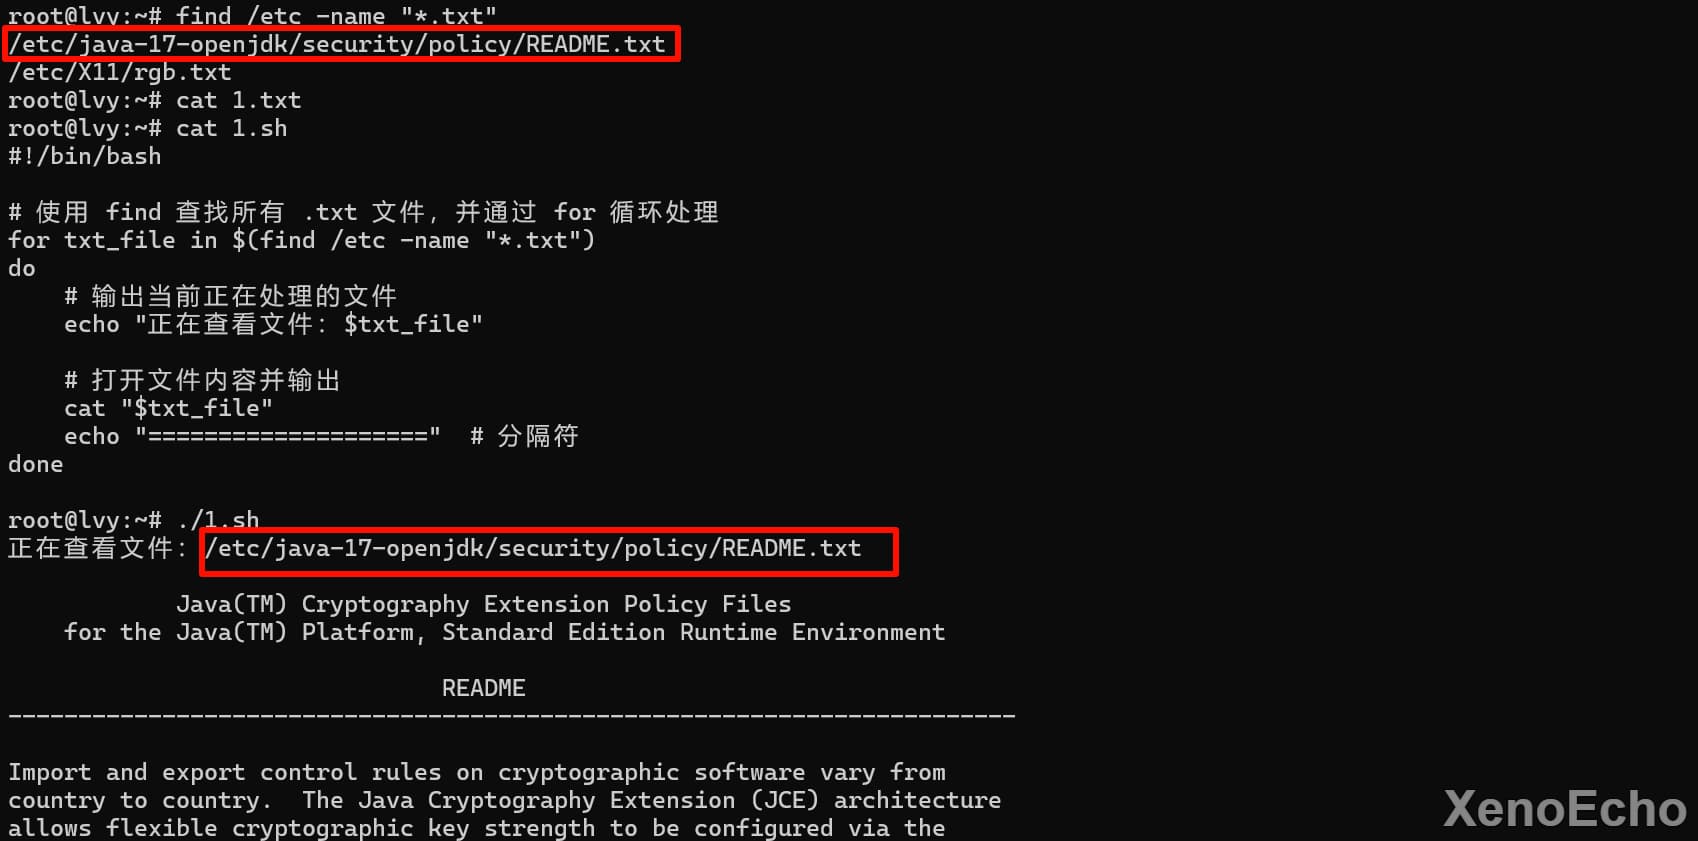 root@lvy:~# find /etc -name "*.txt"
/etc/java-17-openjdk/security/policy/README.txt
/etc/X11/rgb.txt
root@lvy:~# cat 1.txt
root@lvy:~# cat 1.sh
#!/bin/bash
# 使用 find 查找所有 .txt 文件，并通过 for 循环处理
for txt_file in $(find /etc -name "*.txt")
do
    # 输出当前正在处理的文件
    echo "正在查看文件: $txt_file"
    # 打开文件内容并输出
    cat "$txt_file"
    echo "===================="  # 分隔符
done
root@lvy:~# ./1.sh
正在查看文件: /etc/java-17-openjdk/security/policy/README.txt
            Java(TM) Cryptography Extension Policy Files
    for the Java(TM) Platform, Standard Edition Runtime Environment
                               README
------------------------------------------------------------------------
Import and export control rules on cryptographic software vary from
country to country.  The Java Cryptography Extension (JCE) architecture
allows flexible cryptographic key strength to be configured via the
XenoEcho